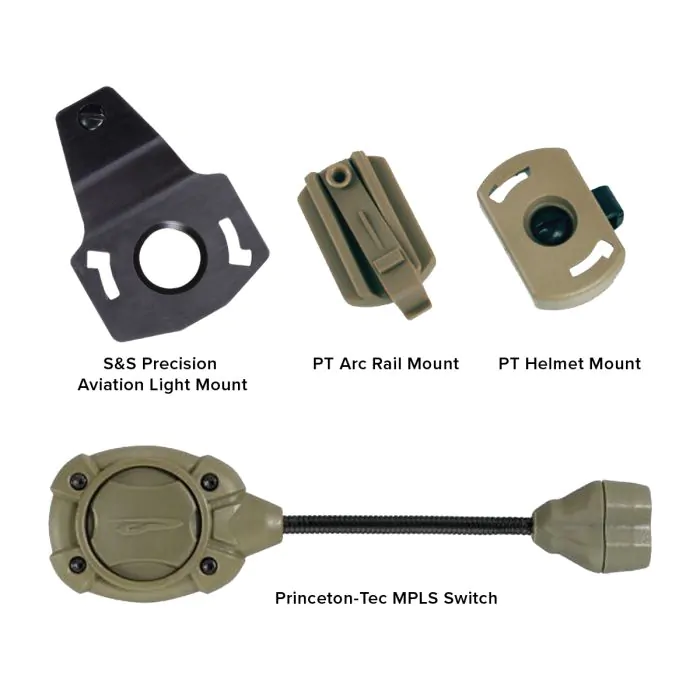 S&S Precision
Aviation Light Mount
PT Arc Rail Mount
PT Helmet Mount
Princeton-Tec MPLS Switch